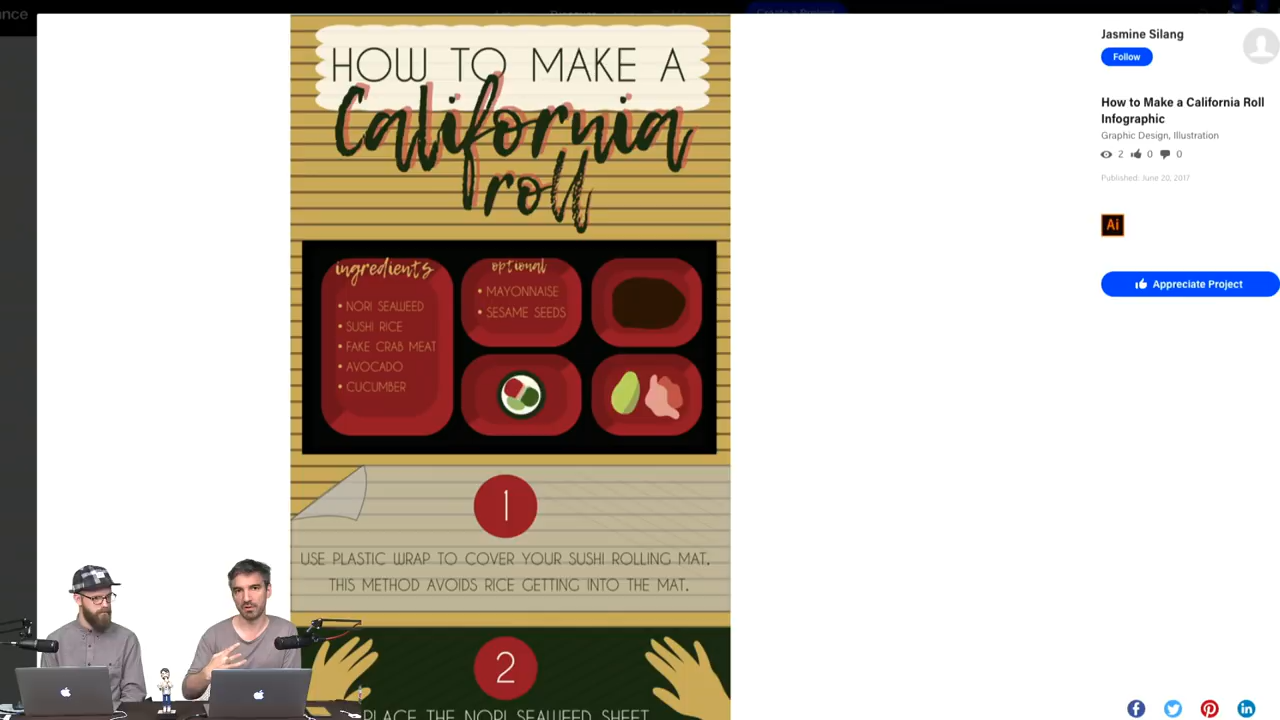 nce
Jasmine Silang
Follow
How to Make a California Roll
Infographic
Graphic Design, Illustration
2 0 0
Published: June 20, 2017
Ai
Appreciate Project
HOW TO MAKE A
California
roll
ingredients
• NORI SEAWEED
• SUSHI RICE
• FAKE CRAB MEAT
• AVOCADO
• CUCUMBER
optional
• MAYONNAISE
• SESAME SEEDS
1
USE PLASTIC WRAP TO COVER YOUR SUSHI ROLLING MAT.
THIS METHOD AVOIDS RICE GETTING INTO THE MAT.
2
PLACE THE NORI SEAWEED SHEET